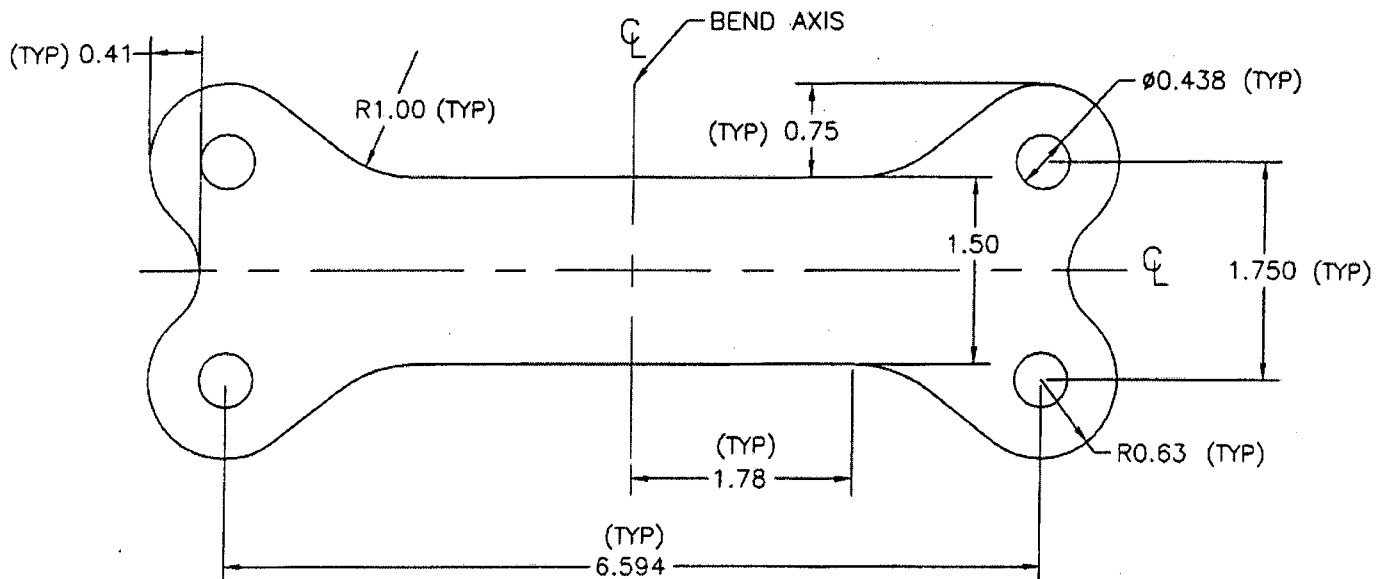 BEND AXIS
℄
(TYP) 0.41
ø0.438 (TYP)
R1.00 (TYP)
(TYP) 0.75
1.50
℄
1.750 (TYP)
(TYP)
1.78
R0.63 (TYP)
(TYP)
6.594